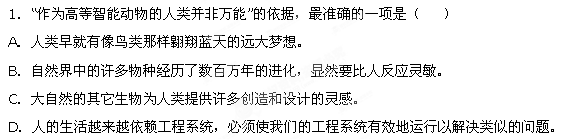 1．“作为高等智能动物的人类并非万能”的依据，最准确的一项是（　　）
A．人类早就有像鸟类那样翱翔蓝天的远大梦想。
B．自然界中的许多物种经历了数百万年的进化，显然要比人反应灵敏。
C．大自然的其它生物为人类提供许多创造和设计的灵感。
D．人的生活越来越依赖工程系统，必须使我们的工程系统有效地运行以解决类似的问题。